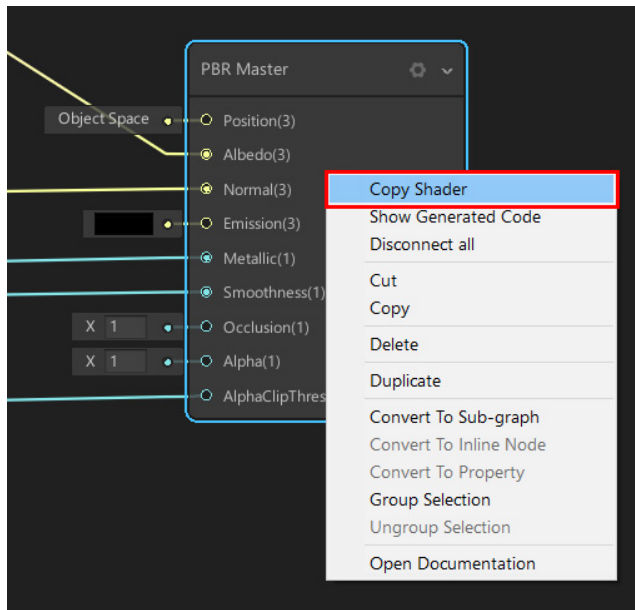 PBR Master
Object Space
Position(3)
Albedo(3)
Normal(3)
Emission(3)
Metallic(1)
Smoothness(1)
X 1
Occlusion(1)
X 1
Alpha(1)
AlphaClipThres
Copy Shader
Show Generated Code
Disconnect all
Cut
Copy
Delete
Duplicate
Convert To Sub-graph
Convert To Inline Node
Convert To Property
Group Selection
Ungroup Selection
Open Documentation